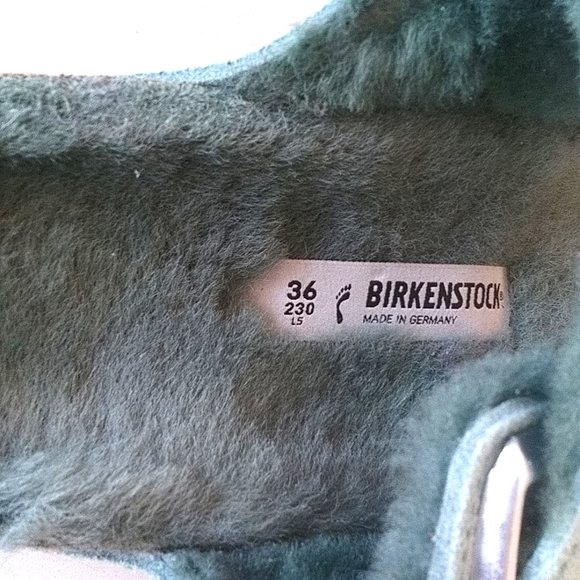 36
230
L5
BIRKENSTOCK®
MADE IN GERMANY